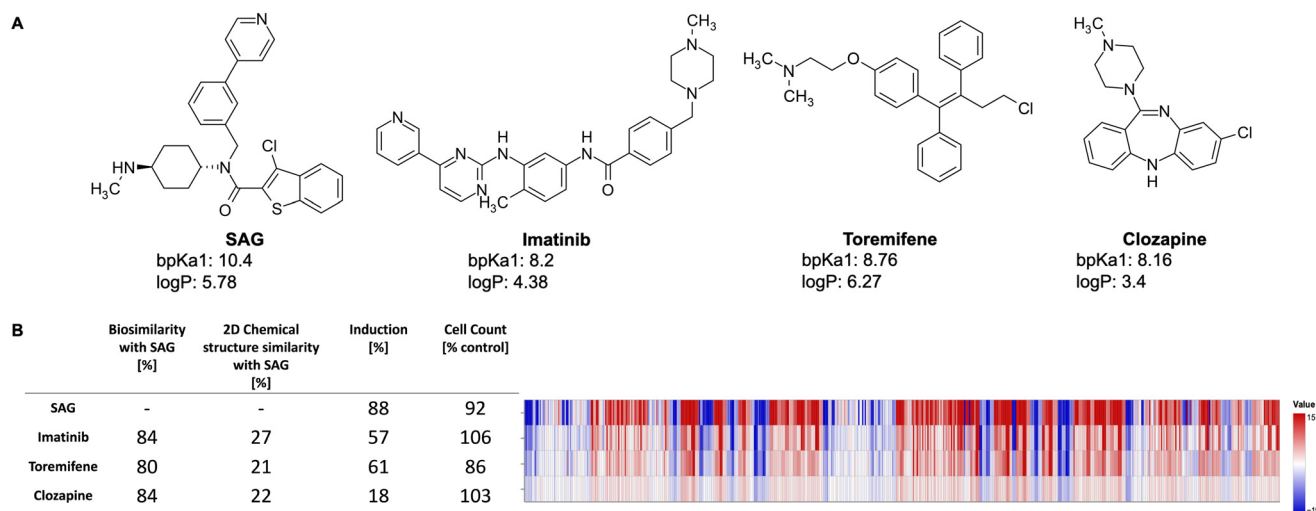 A
N
HN
H₃C
N
O
Cl
S
SAG
bpKa1: 10.4
logP: 5.78
N
N
N
H
N
H₃C
H
N
O
N
N
CH₃
Imatinib
bpKa1: 8.2
logP: 4.38
H₃C
N
CH₃
O
Cl
Toremifene
bpKa1: 8.76
logP: 6.27
H₃C
N
N
N
Cl
N
H
Clozapine
bpKa1: 8.16
logP: 3.4
B
Biosimilarity with SAG [%]
2D Chemical structure similarity with SAG [%]
Induction [%]
Cell Count [% control]
SAG - - 88 92
Imatinib 84 27 57 106
Toremifene 80 21 61 86
Clozapine 84 22 18 103
Value
15